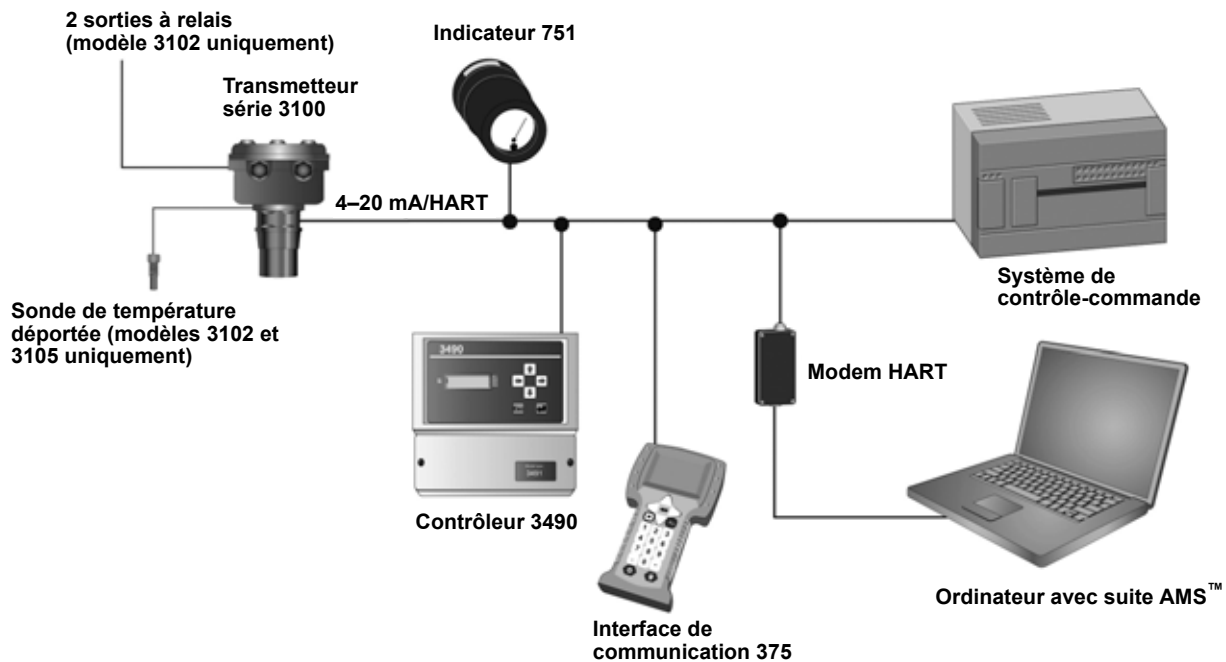 2 sorties à relais
(modèle 3102 uniquement)
Indicateur 751
Transmetteur
série 3100
4–20 mA/HART
Système de
contrôle-commande
Sonde de température
déportée (modèles 3102 et
3105 uniquement)
3490
3491
Modem HART
Contrôleur 3490
Ordinateur avec suite AMS™
Interface de
communication 375